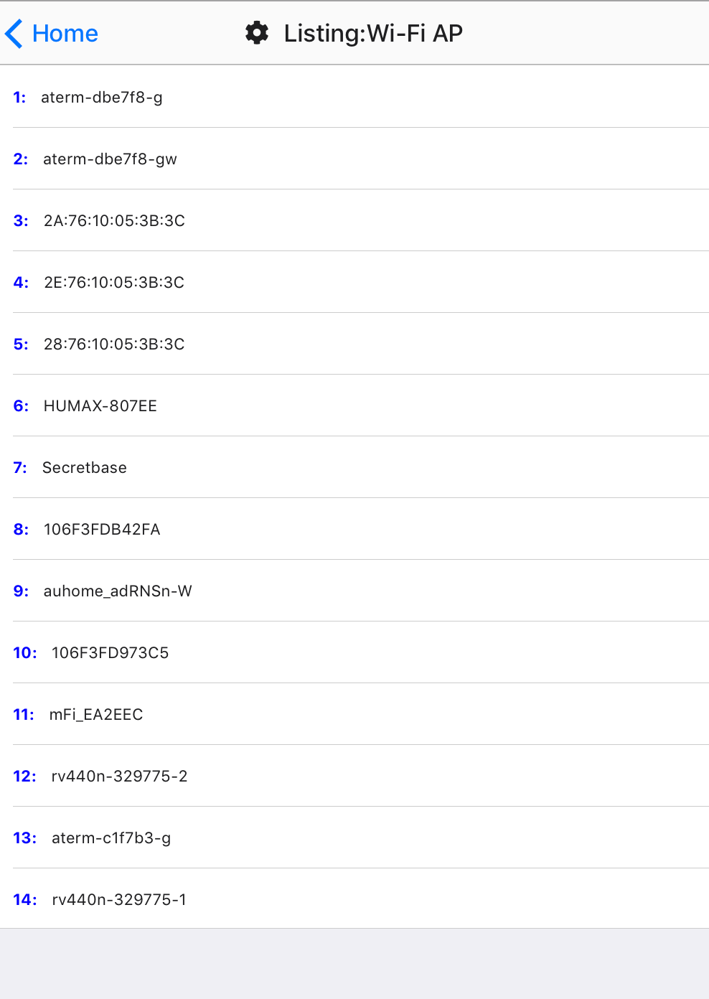 Home
Listing:Wi-Fi AP
1: aterm-dbe7f8-g
2: aterm-dbe7f8-gw
3: 2A:76:10:05:3B:3C
4: 2E:76:10:05:3B:3C
5: 28:76:10:05:3B:3C
6: HUMAX-807EE
7: Secretbase
8: 106F3FDB42FA
9: auhome_adRNSn-W
10: 106F3FD973C5
11: mFi_EA2EEC
12: rv440n-329775-2
13: aterm-c1f7b3-g
14: rv440n-329775-1